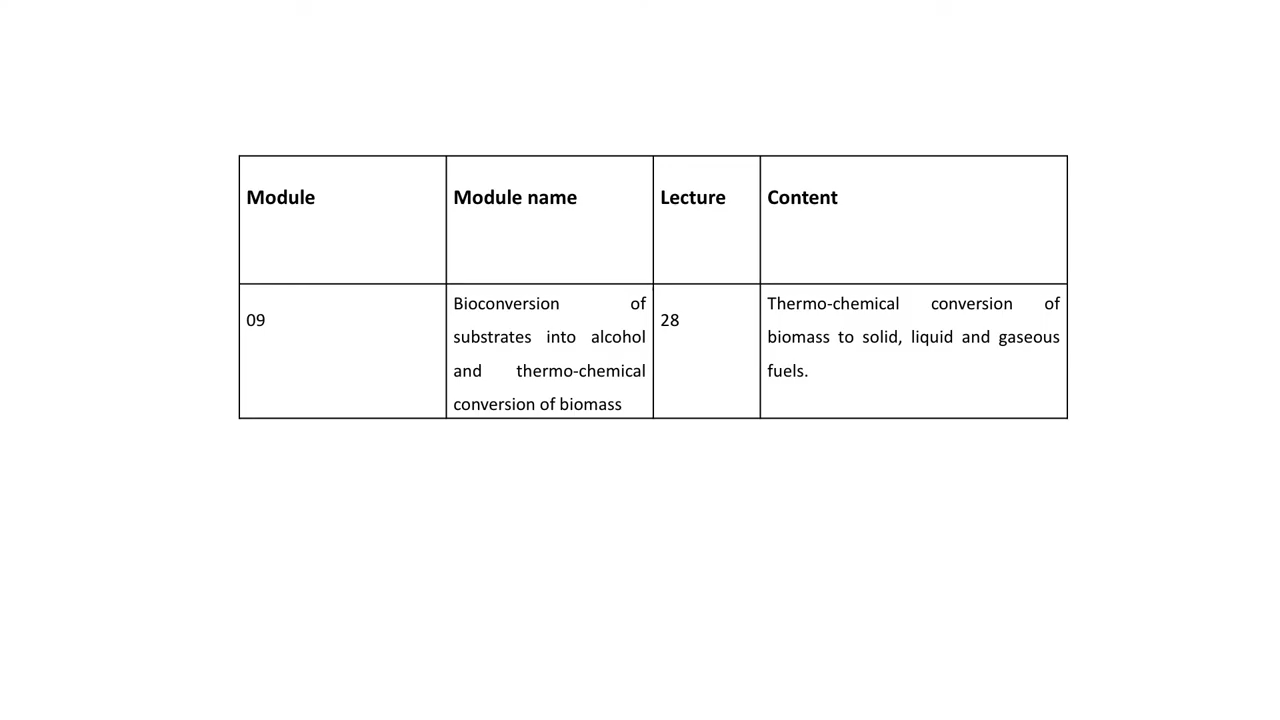 Module Module name Lecture Content
09
Bioconversion of
substrates into alcohol
and thermo-chemical
conversion of biomass
28
Thermo-chemical conversion of
biomass to solid, liquid and gaseous
fuels.